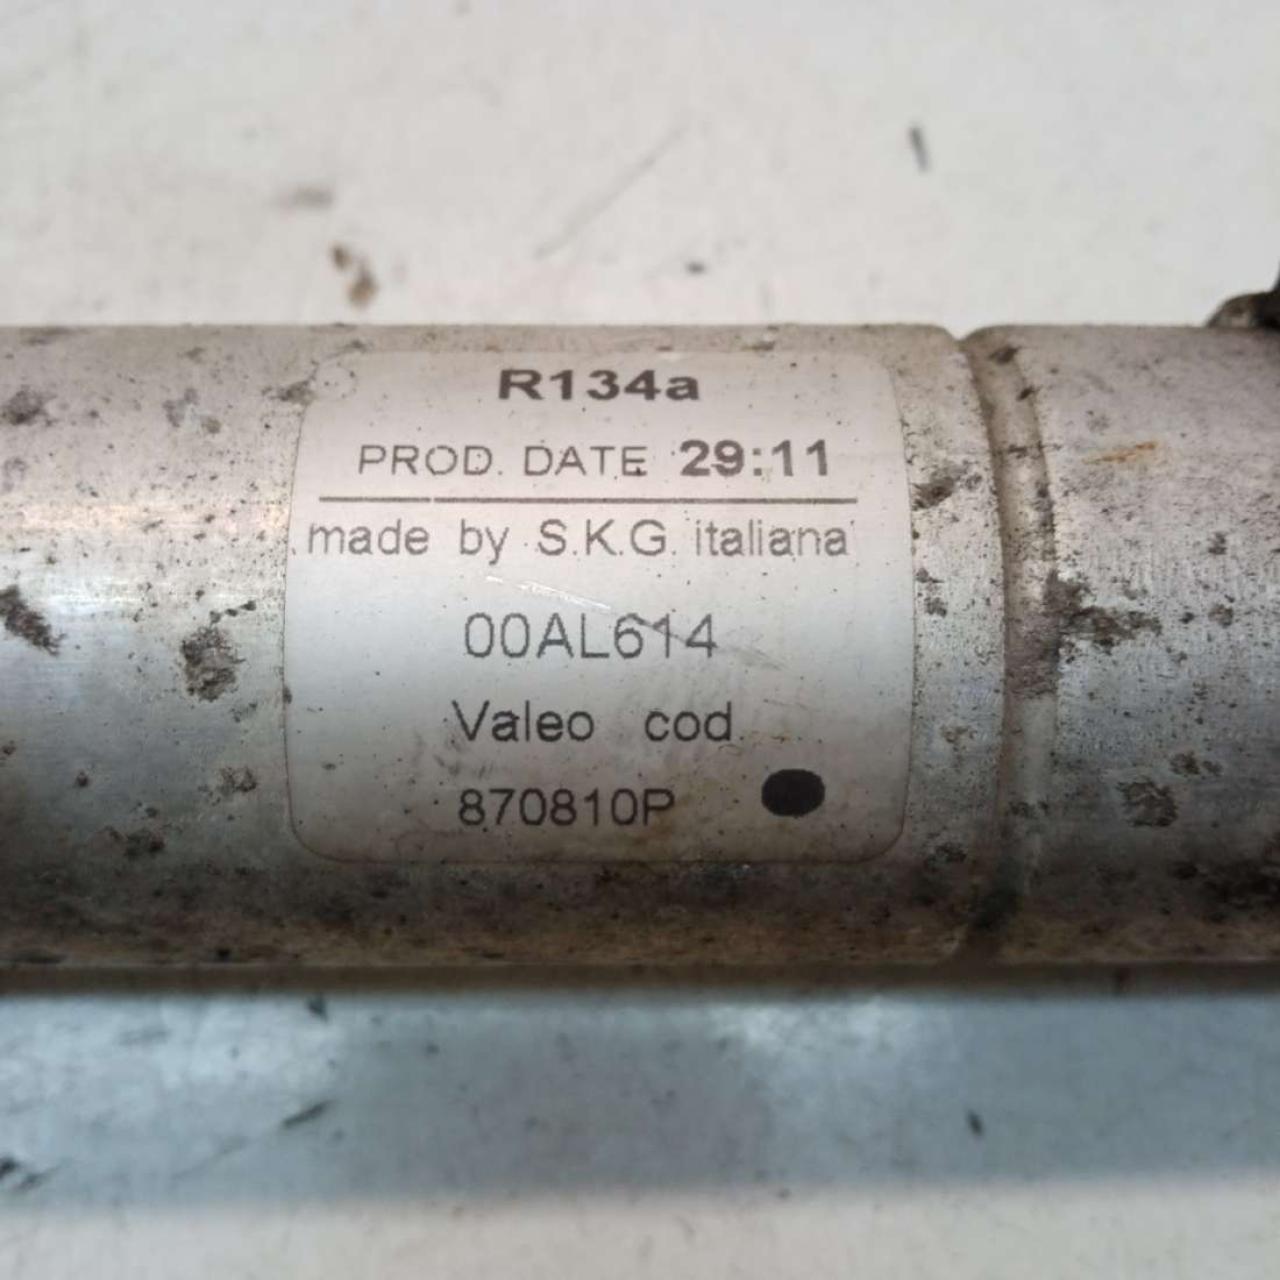 R134a
PROD. DATE 29:11
made by S.K.G. italiana
00AL614
Valeo cod
870810P